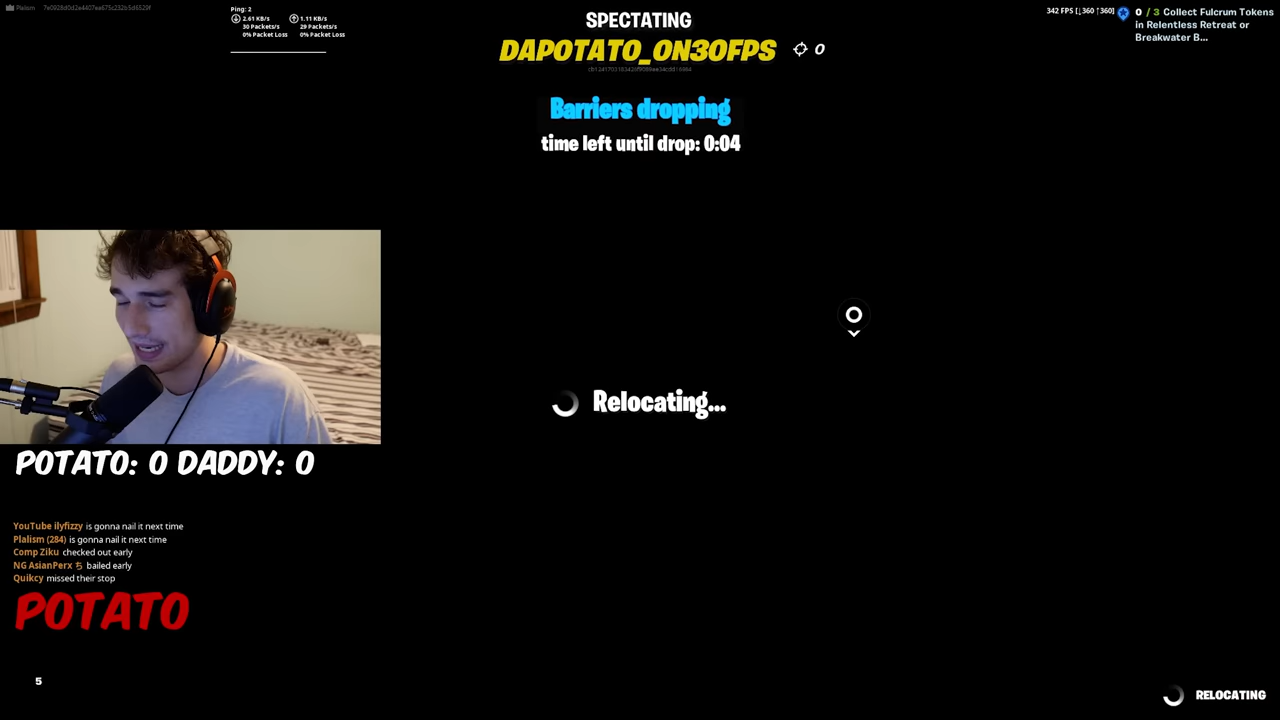 Plaism
Ping: 2
2.61 KB/s 1.11 KB/s
30 Packets/s 29 Packets/s
0% Packet Loss 0% Packet Loss
SPECTATING
DAPOTATO_ON30FPS 0
342 FPS [↓360 ↑360]
0 / 3 Collect Fulcrum Tokens
in Relentless Retreat or
Breakwater B...
Barriers dropping
time left until drop: 0:04
Relocating...
POTATO: 0 DADDY: 0
YouTube ilyfizzy is gonna nail it next time
Plalism (284) is gonna nail it next time
Comp Ziku checked out early
NG AsianPerx ち bailed early
Quikcy missed their stop
POTATO
5
RELOCATING